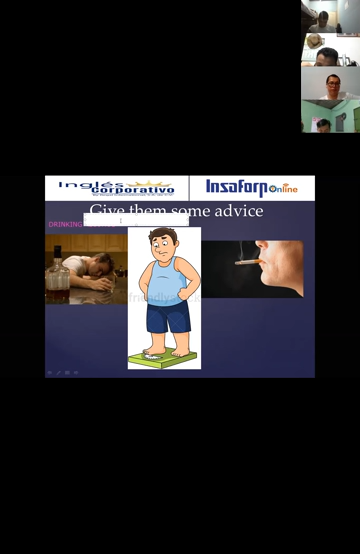 Inglés
corporativo
Insaforp online
Give them some advice
DRINKING